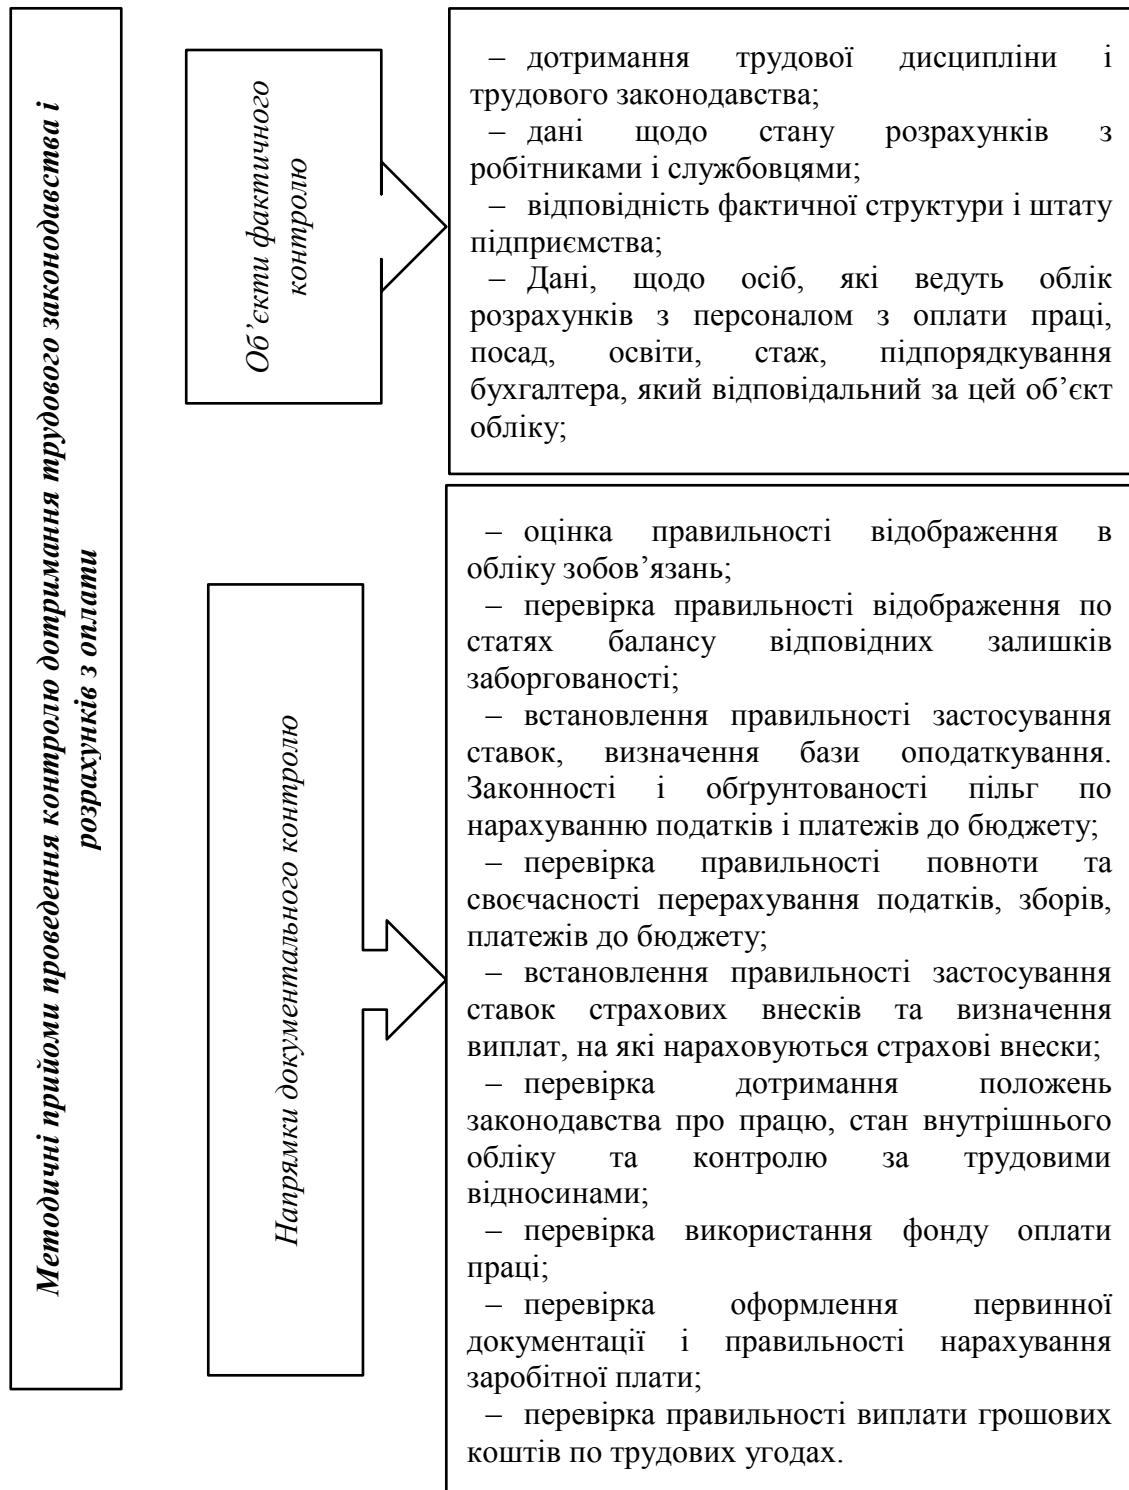 Методичні прийоми проведення контролю дотримання трудового законодавства і
розрахунків з оплати
Об’єкти фактичного
контролю
– дотримання трудової дисципліни і
трудового законодавства;
– дані щодо стану розрахунків з
робітниками і службовцями;
– відповідність фактичної структури і штату
підприємства;
– Дані, щодо осіб, які ведуть облік
розрахунків з персоналом з оплати праці,
посад, освіти, стаж, підпорядкування
бухгалтера, який відповідальний за цей об’єкт
обліку;
Напрямки документального контролю
– оцінка правильності відображення в
обліку зобов’язань;
– перевірка правильності відображення по
статях балансу відповідних залишків
заборгованості;
– встановлення правильності застосування
ставок, визначення бази оподаткування.
Законності і обґрунтованості пільг по
нарахуванню податків і платежів до бюджету;
– перевірка правильності повноти та
своєчасності перерахування податків, зборів,
платежів до бюджету;
– встановлення правильності застосування
ставок страхових внесків та визначення
виплат, на які нараховуються страхові внески;
– перевірка дотримання положень
законодавства про працю, стан внутрішнього
обліку та контролю за трудовими
відносинами;
– перевірка використання фонду оплати
праці;
– перевірка оформлення первинної
документації і правильності нарахування
заробітної плати;
– перевірка правильності виплати грошових
коштів по трудових угодах.